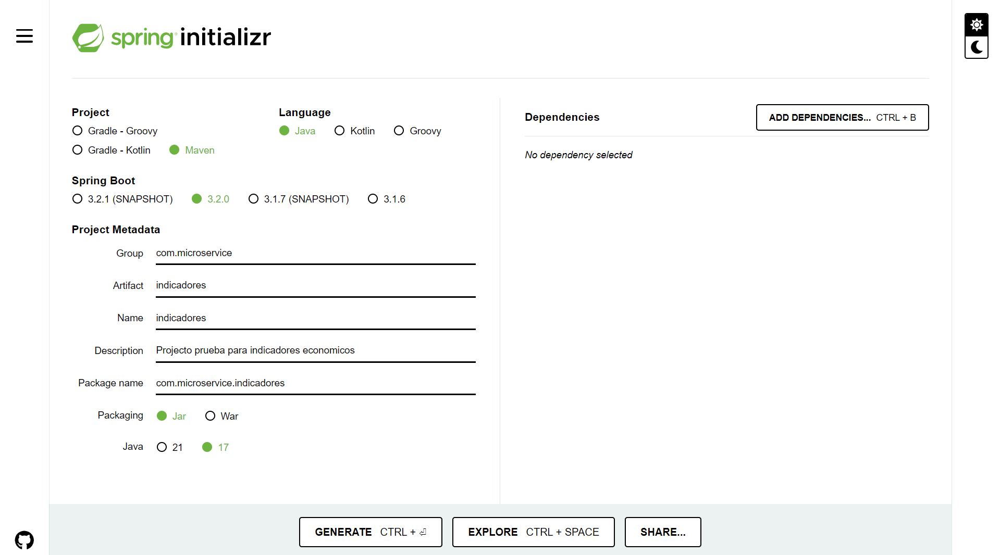 spring initializr
Project
Gradle - Groovy
Gradle - Kotlin Maven
Language
Java Kotlin Groovy
Spring Boot
3.2.1 (SNAPSHOT) 3.2.0 3.1.7 (SNAPSHOT) 3.1.6
Project Metadata
Group com.microservice
Artifact indicadores
Name indicadores
Description Projecto prueba para indicadores economicos
Package name com.microservice.indicadores
Packaging Jar War
Java 21 17
Dependencies ADD DEPENDENCIES... CTRL + B
No dependency selected
GENERATE CTRL + ⏎ EXPLORE CTRL + SPACE SHARE...